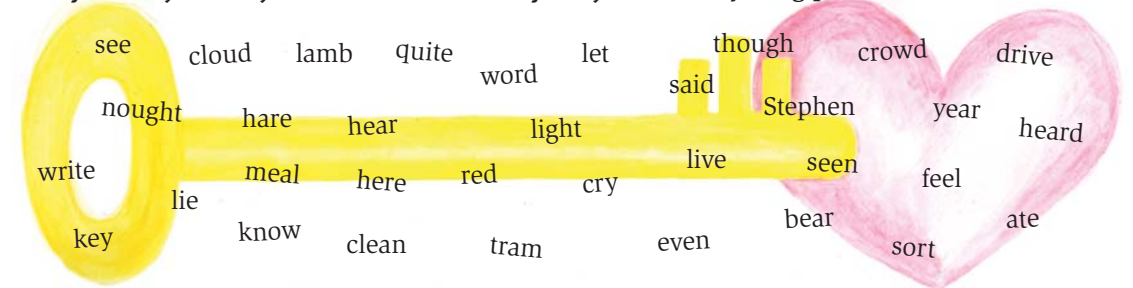 see cloud lamb quite word let though crowd drive
said
nought hare hear light Stephen year heard
write meal here red cry live seen feel
lie
key know clean tram even bear sort ate